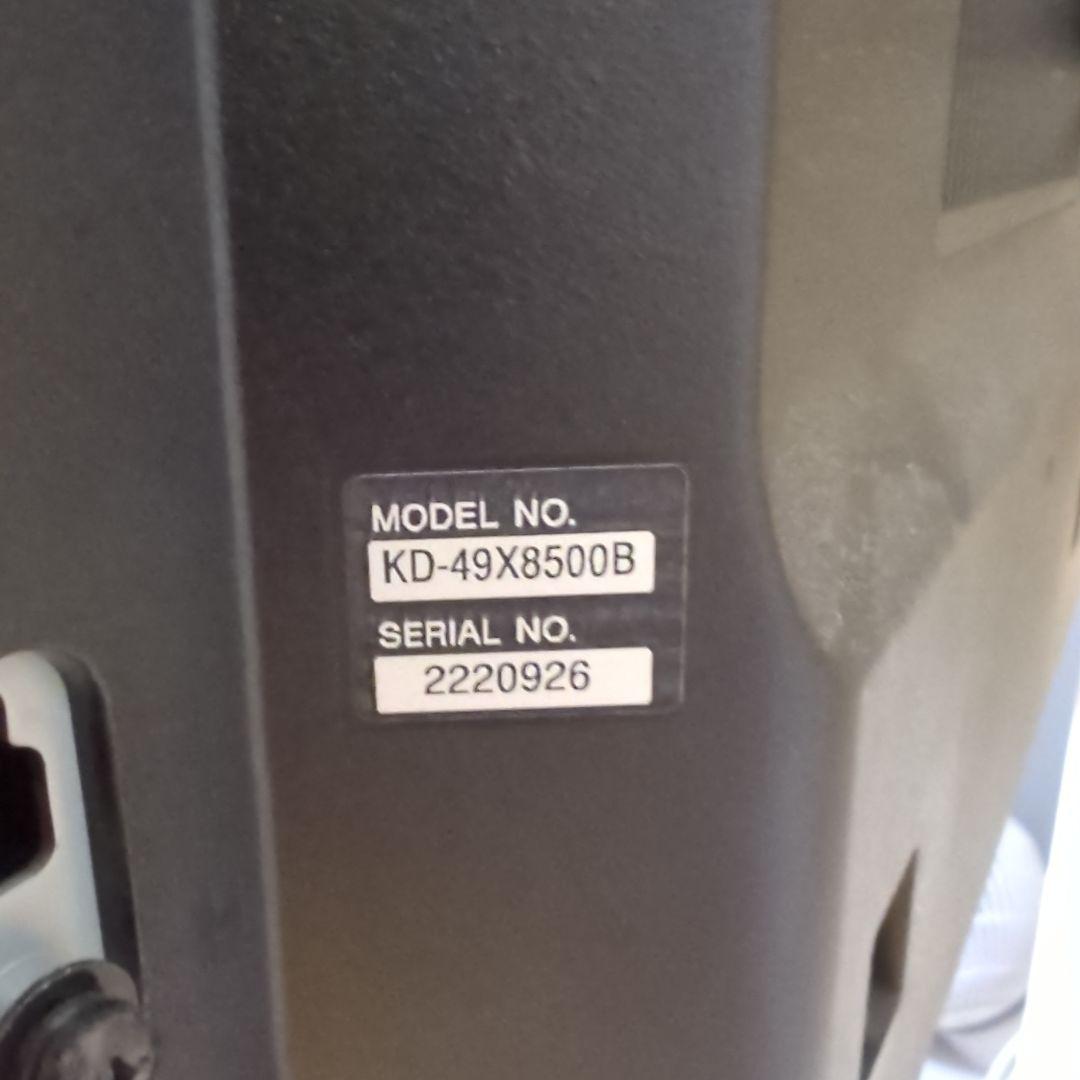 MODEL NO.
KD-49X8500B
SERIAL NO.
2220926